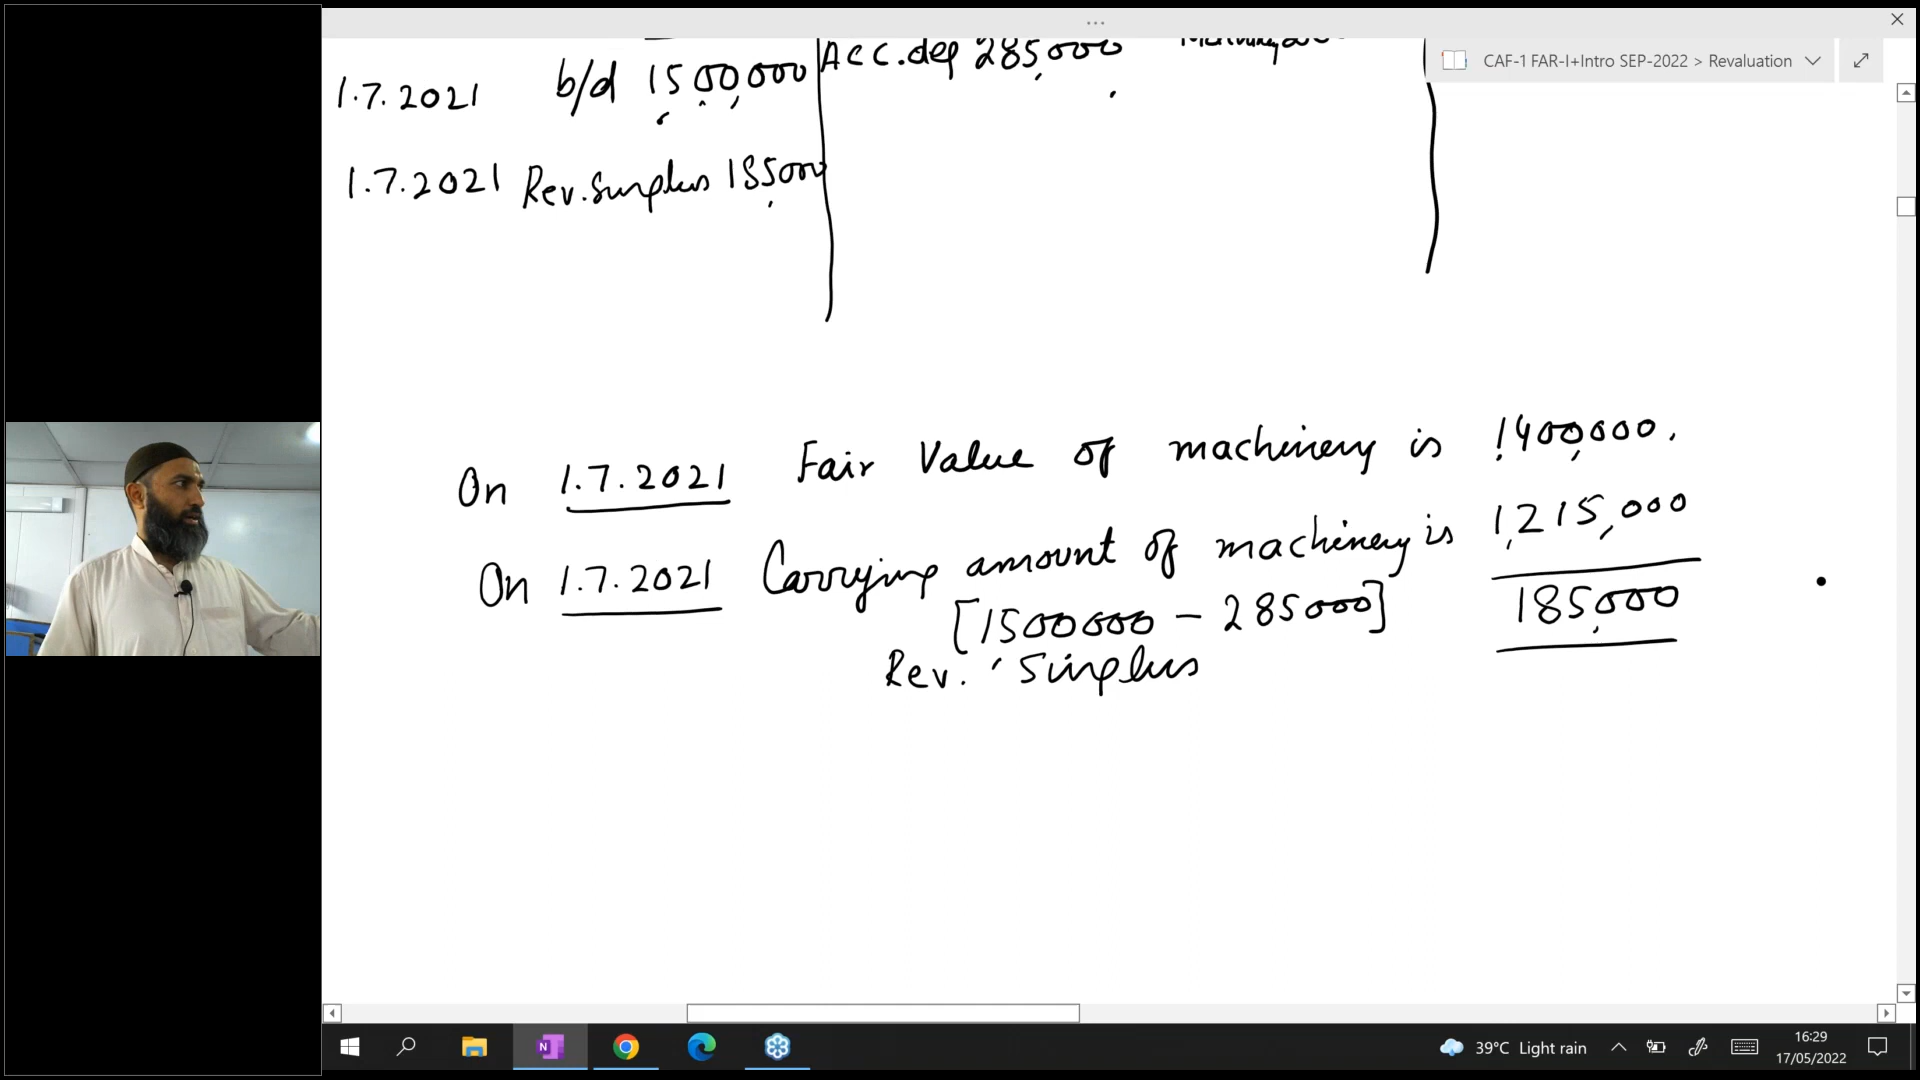 CAF-1 FAR-I+Intro SEP-2022 > Revaluation
1.7.2021 b/d 1500,000 Acc.dep 285,000
1.7.2021 Rev.Surplus 185000
On 1.7.2021 Fair Value of machinery is 1,400,000.
On 1.7.2021 Carrying amount of machinery is 1,215,000
[1500000 - 285000] 185,000
Rev. Surplus
39°C Light rain
16:29
17/05/2022